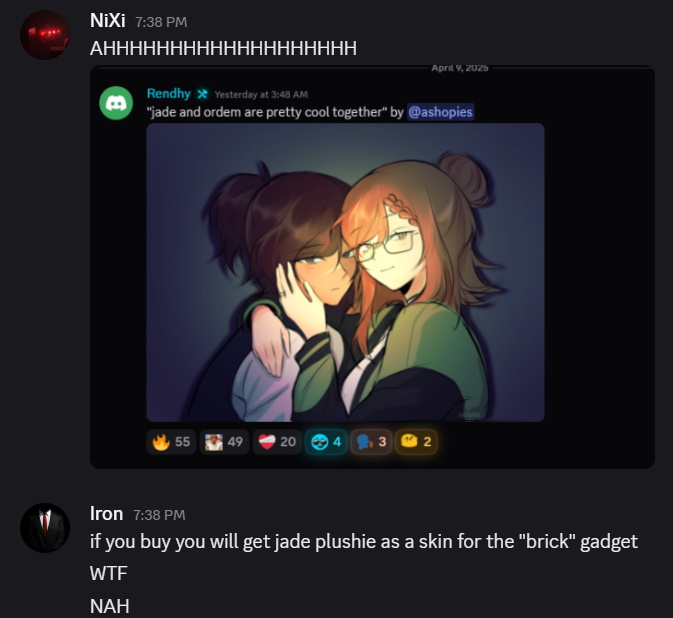 NiXi 7:38 PM
AHHHHHHHHHHHHHHHHHHH
April 9, 2025
Rendhy Yesterday at 3:48 AM
"jade and ordem are pretty cool together" by @ashopies
55 49 20 4 3 2
Iron 7:38 PM
if you buy you will get jade plushie as a skin for the "brick" gadget
WTF
NAH